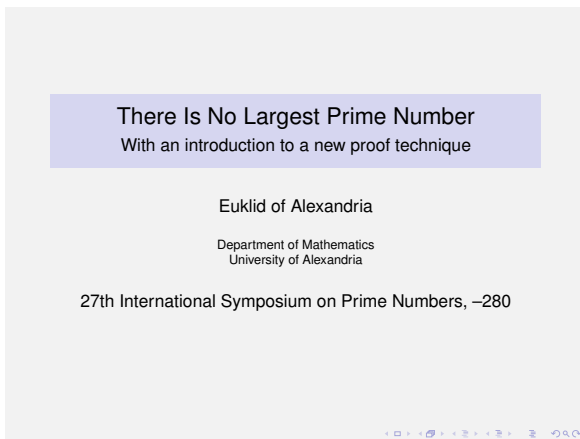 There Is No Largest Prime Number
With an introduction to a new proof technique
Euklid of Alexandria
Department of Mathematics
University of Alexandria
27th International Symposium on Prime Numbers, –280